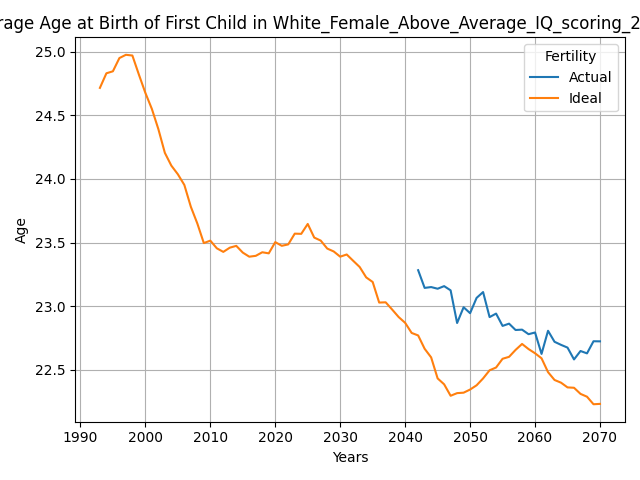 rage Age at Birth of First Child in White_Female_Above_Average_IQ_scoring_2
25.0
24.5
24.0
23.5
23.0
22.5
Age
Fertility
Actual
Ideal
1990 2000 2010 2020 2030 2040 2050 2060 2070
Years